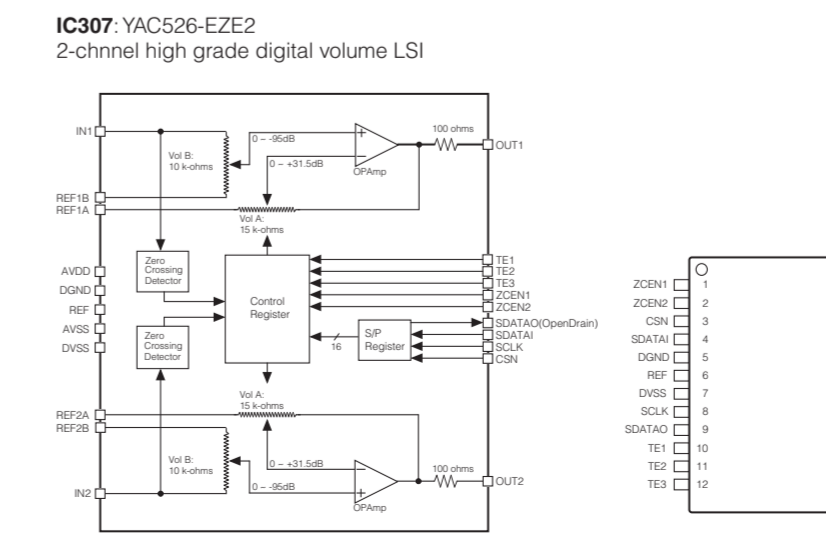 IC307: YAC526-EZE2
2-chnnel high grade digital volume LSI
IN1
Vol B:
10 k-ohms
0 – -95dB
+
−
OPAmp
100 ohms
OUT1
0 – +31.5dB
REF1B
REF1A
Vol A:
15 k-ohms
AVDD
DGND
REF
AVSS
DVSS
Zero
Crossing
Detector
Zero
Crossing
Detector
Control
Register
16
S/P
Register
TE1
TE2
TE3
ZCEN1
ZCEN2
SDATAO(OpenDrain)
SDATAI
SCLK
CSN
Vol A:
15 k-ohms
REF2A
REF2B
Vol B:
10 k-ohms
0 – +31.5dB
0 – -95dB
−
+
OPAmp
100 ohms
OUT2
IN2
ZCEN1 1
ZCEN2 2
CSN 3
SDATAI 4
DGND 5
REF 6
DVSS 7
SCLK 8
SDATAO 9
TE1 10
TE2 11
TE3 12